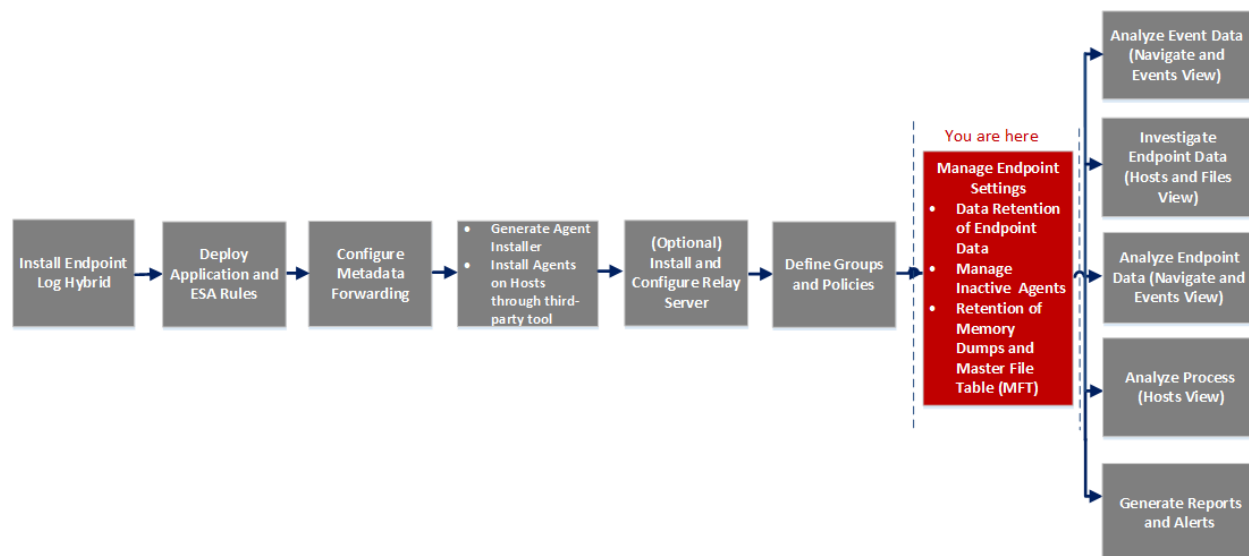 Install Endpoint
Log Hybrid
Deploy
Application and
ESA Rules
Configure
Metadata
Forwarding
• Generate Agent
Installer
• Install Agents
on Hosts
through third-
party tool
(Optional)
Install and
Configure Relay
Server
Define Groups
and Policies
You are here
Manage Endpoint
Settings
• Data Retention
of Endpoint
Data
• Manage
Inactive Agents
• Retention of
Memory
Dumps and
Master File
Table (MFT)
Analyze Event Data
(Navigate and
Events View)
Investigate
Endpoint Data
(Hosts and Files
View)
Analyze Endpoint
Data (Navigate and
Events View)
Analyze Process
(Hosts View)
Generate Reports
and Alerts